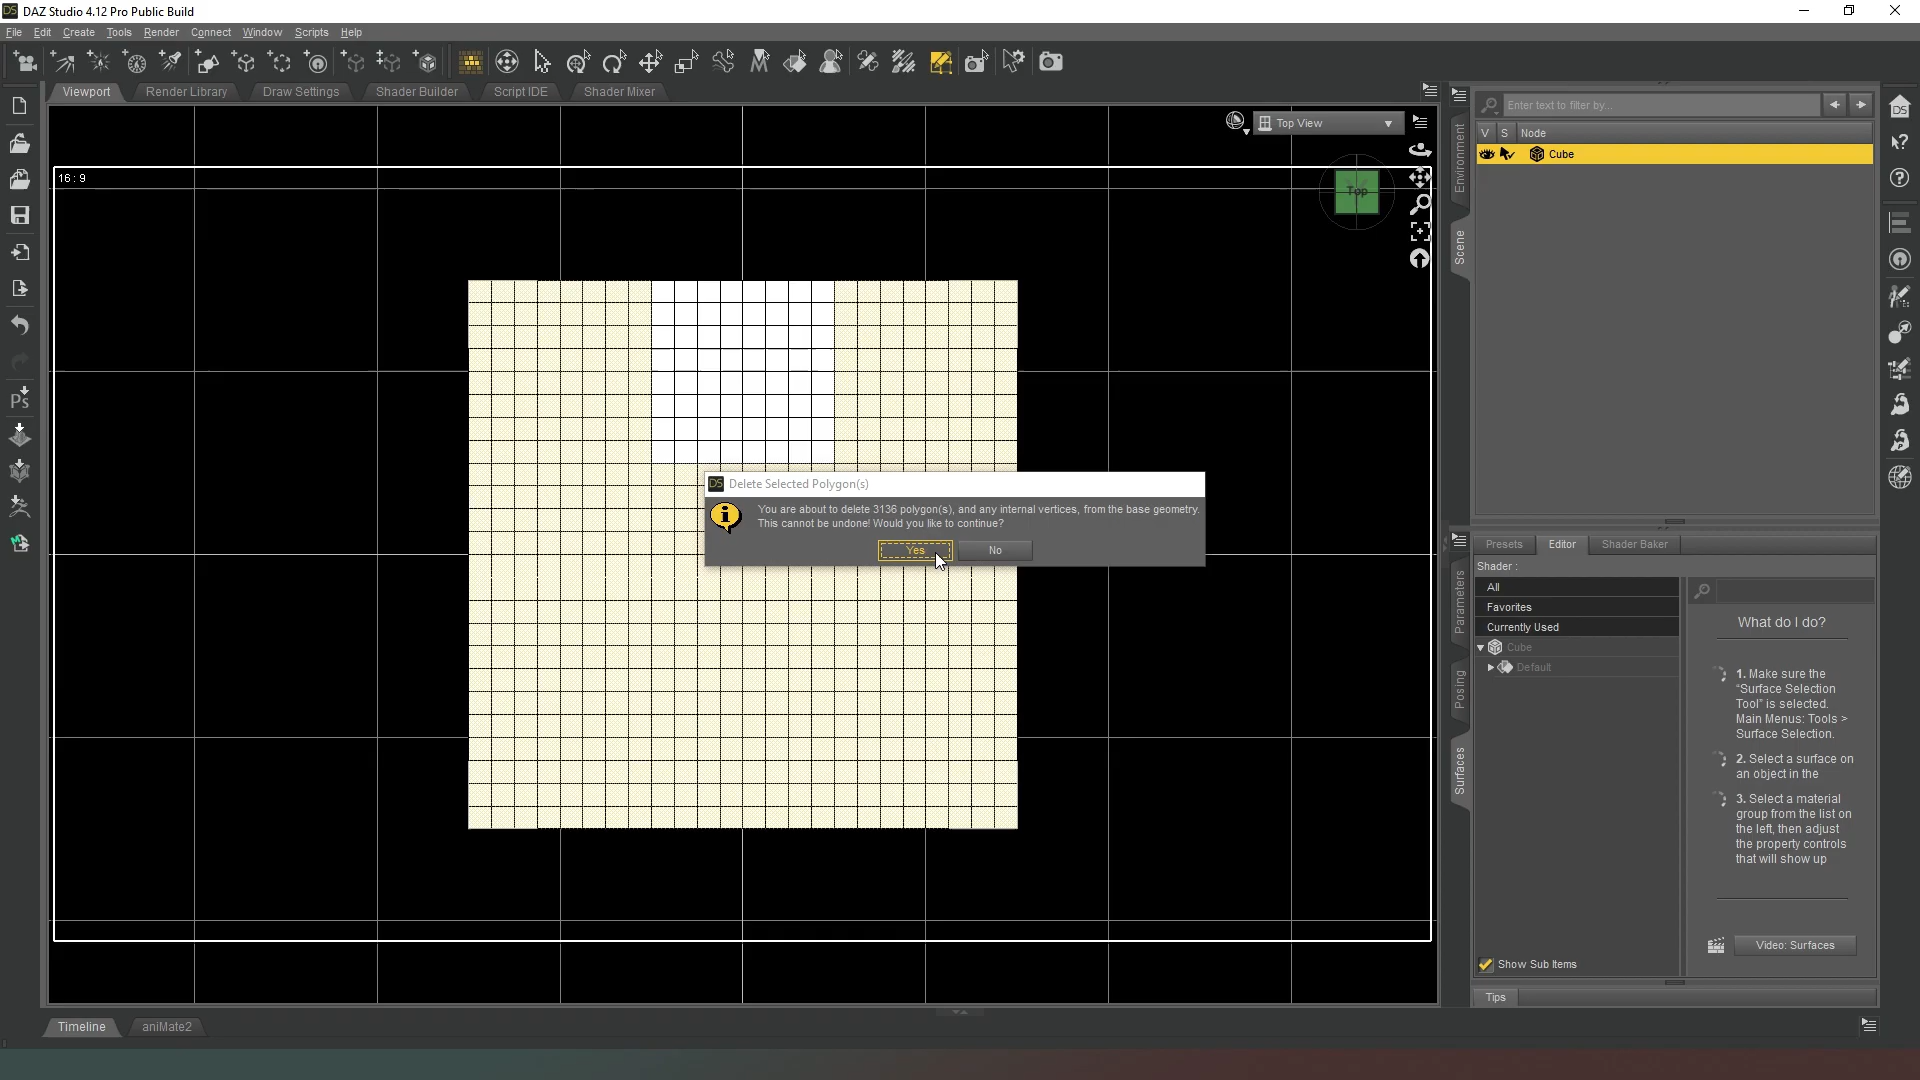 DAZ Studio 4.12 Pro Public Build
File Edit Create Tools Render Connect Window Scripts Help
Viewport Render Library Draw Settings Shader Builder Script IDE Shader Mixer
Top View
16 : 9
Top
Enter text to filter by...
V S Node
Cube
Environment
Scene
Delete Selected Polygon(s)
You are about to delete 3136 polygon(s), and any internal vertices, from the base geometry.
This cannot be undone! Would you like to continue?
Yes No
Presets Editor Shader Baker
Shader :
All
Favorites
Currently Used
Cube
Default
Parameters
Posing
Surfaces
What do I do?
1. Make sure the
"Surface Selection
Tool" is selected.
Main Menus: Tools >
Surface Selection.
2. Select a surface on
an object in the
3. Select a material
group from the list on
the left, then adjust
the property controls
that will show up
Video: Surfaces
Show Sub Items
Tips
Timeline aniMate2
Ps